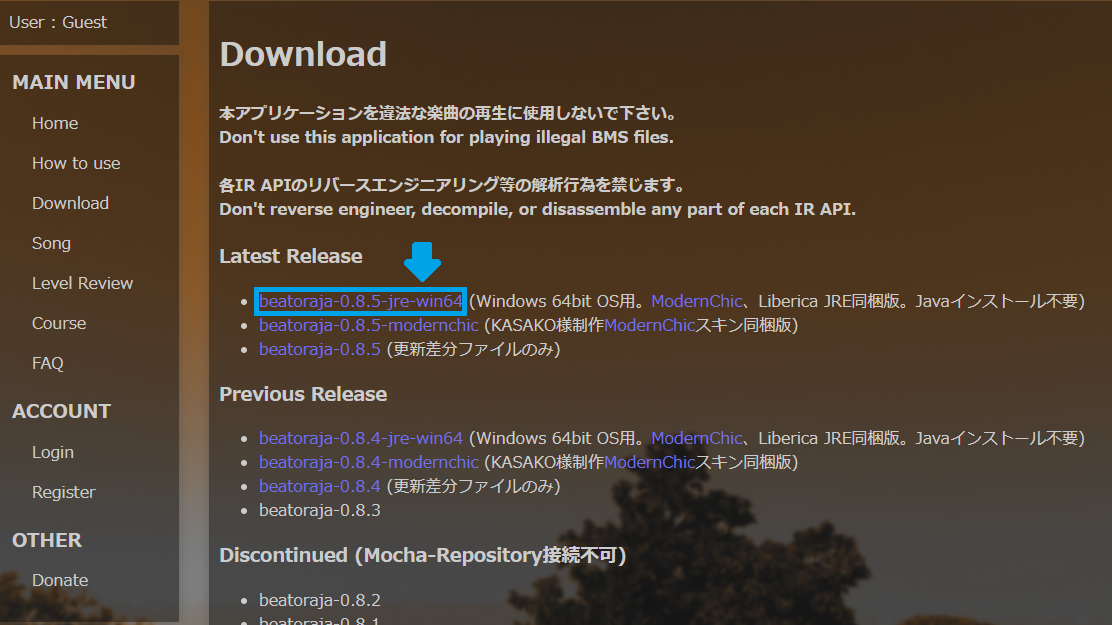 User : Guest
MAIN MENU
Home
How to use
Download
Song
Level Review
Course
FAQ
ACCOUNT
Login
Register
OTHER
Donate
Download
本アプリケーションを違法な楽曲の再生に使用しないで下さい。
Don't use this application for playing illegal BMS files.
各IR APIのリバースエンジニアリング等の解析行為を禁じます。
Don't reverse engineer, decompile, or disassemble any part of each IR API.
Latest Release
beatoraja-0.8.5-jre-win64 (Windows 64bit OS用。ModernChic、Liberica JRE同梱版。Javaインストール不要)
beatoraja-0.8.5-modernchic (KASAKO様制作ModernChicスキン同梱版)
beatoraja-0.8.5 (更新差分ファイルのみ)
Previous Release
beatoraja-0.8.4-jre-win64 (Windows 64bit OS用。ModernChic、Liberica JRE同梱版。Javaインストール不要)
beatoraja-0.8.4-modernchic (KASAKO様制作ModernChicスキン同梱版)
beatoraja-0.8.4 (更新差分ファイルのみ)
beatoraja-0.8.3
Discontinued (Mocha-Repository接続不可)
beatoraja-0.8.2
beatoraja-0.8.1